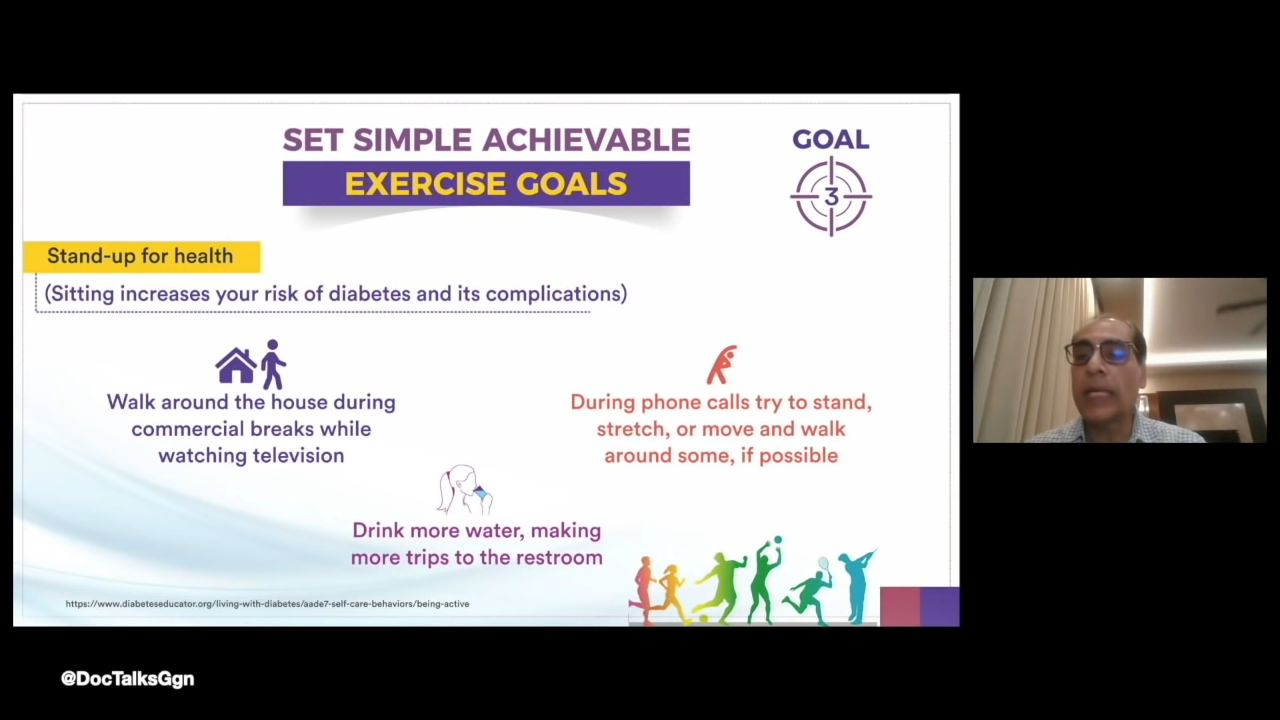 SET SIMPLE ACHIEVABLE
EXERCISE GOALS
GOAL
3
Stand-up for health
(Sitting increases your risk of diabetes and its complications)
Walk around the house during
commercial breaks while
watching television
During phone calls try to stand,
stretch, or move and walk
around some, if possible
Drink more water, making
more trips to the restroom
https://www.diabeteseducator.org/living-with-diabetes/aade7-self-care-behaviors/being-active
@DocTalksGgn